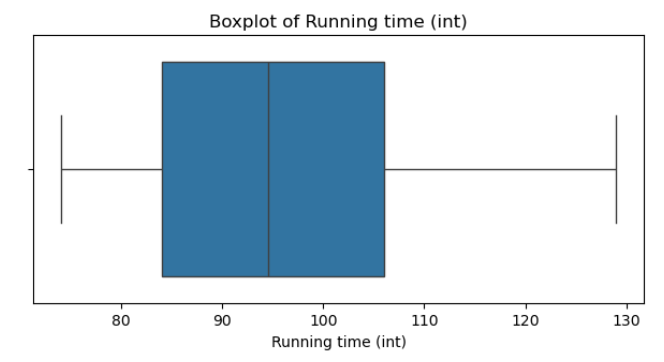 Boxplot of Running time (int)
80 90 100 110 120 130
Running time (int)